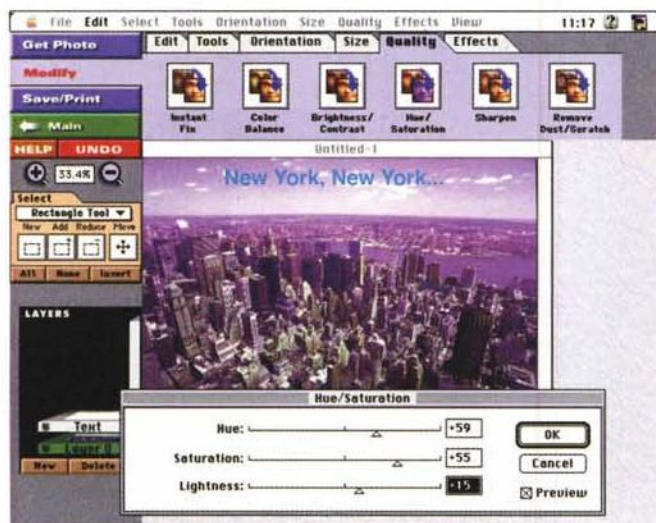 File Edit Select Tools Orientation Size Quality Effects View 11:17
Get Photo
Edit Tools Orientation Size Quality Effects
Modify
Save/Print
Main
Instant Fix
Color Balance
Brightness/Contrast
Hue/Saturation
Sharpen
Remove Dust/Scratch
HELP UNDO
33.4%
Untitled-1
New York, New York...
Select
Rectangle Tool
New Add Reduce Move
All None Invert
LAYERS
Text
Layer 0
New Delete
Hue/Saturation
Hue: +59
Saturation: +55
Lightness: +15
OK
Cancel
Preview